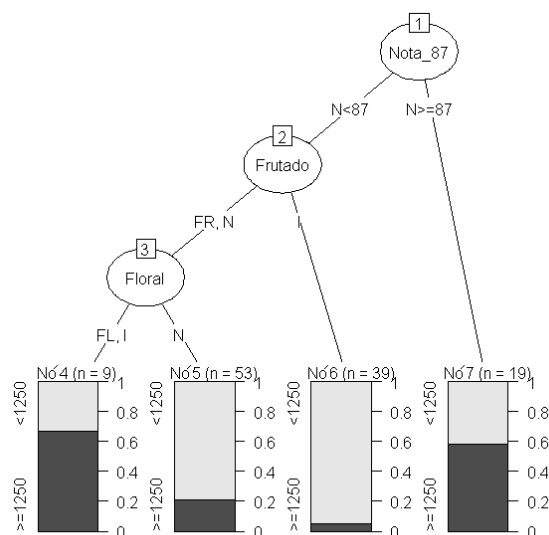 1
Nota_87
N<87
N>=87
2
Frutado
FR, N
I
3
Floral
FL, I
N
Nó 4 (n = 9)
Nó 5 (n = 53)
Nó 6 (n = 39)
Nó 7 (n = 19)
>=1250 <1250
0 0.2 0.4 0.6 0.8 1
>=1250 <1250
0 0.2 0.4 0.6 0.8 1
>=1250 <1250
0 0.2 0.4 0.6 0.8 1
>=1250 <1250
0 0.2 0.4 0.6 0.8 1